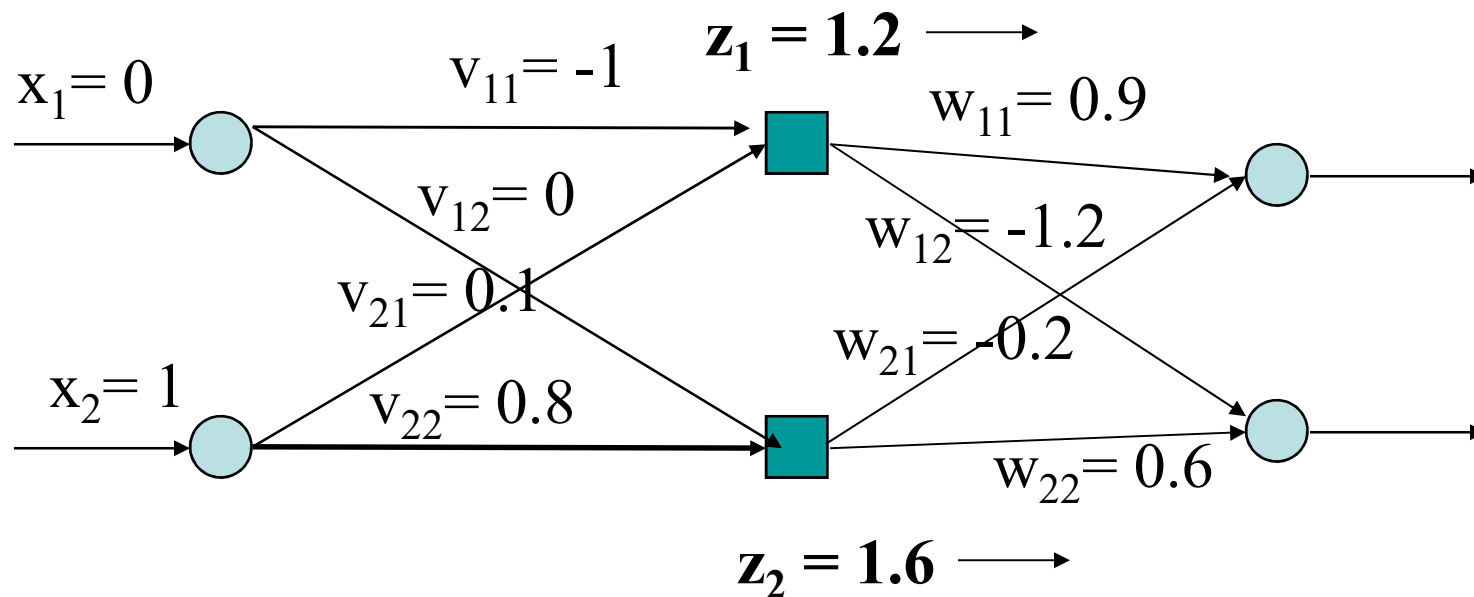 z₁ = 1.2
x₁= 0
v₁₁= -1
w₁₁= 0.9
v₁₂= 0
w₁₂= -1.2
v₂₁= 0.1
w₂₁= -0.2
x₂= 1
v₂₂= 0.8
w₂₂= 0.6
z₂ = 1.6